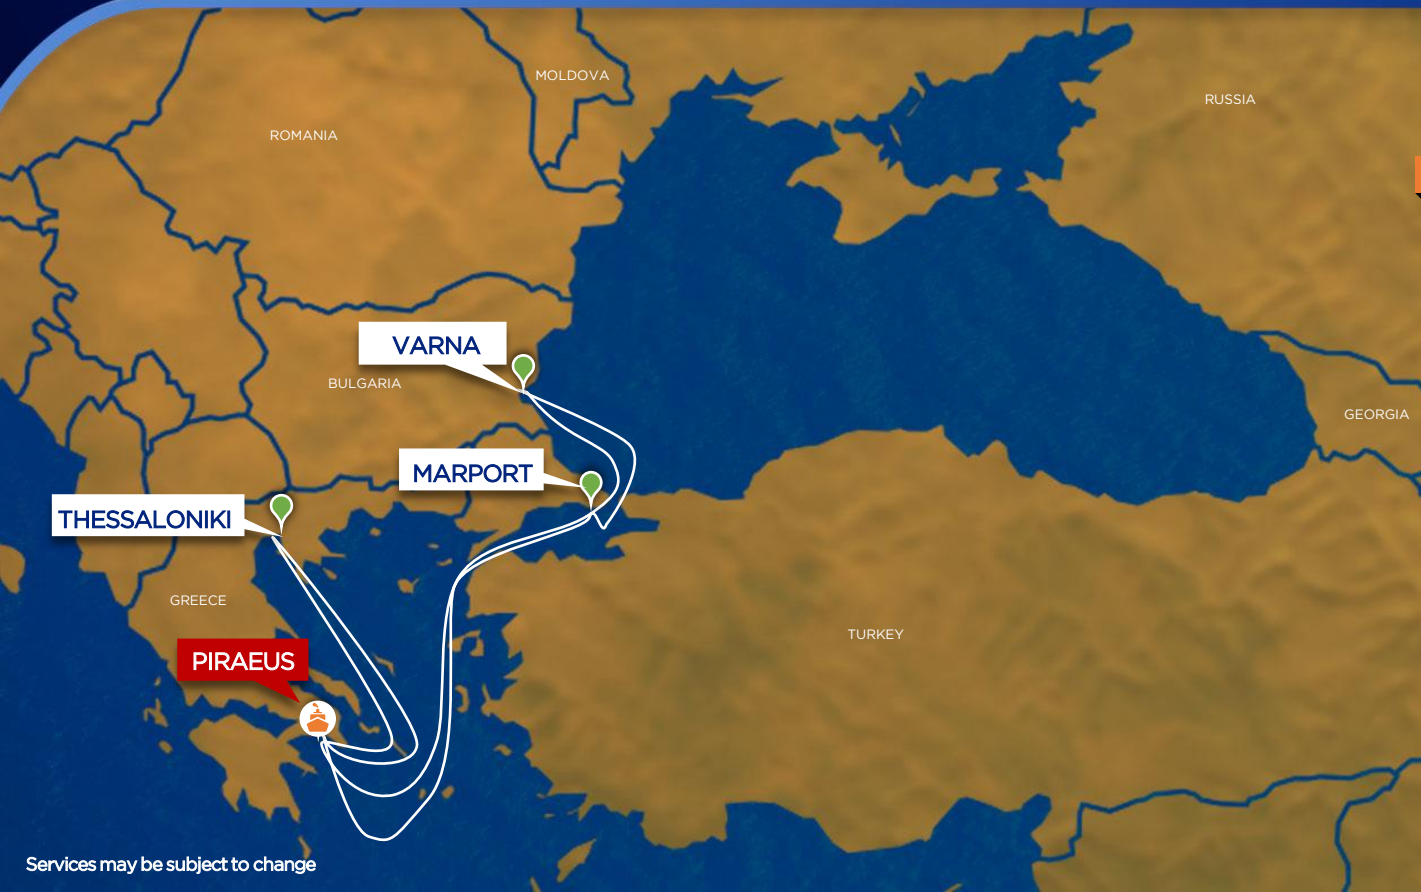 MOLDOVA
RUSSIA
ROMANIA
VARNA
BULGARIA
GEORGIA
MARPORT
THESSALONIKI
GREECE
TURKEY
PIRAEUS
Services may be subject to change